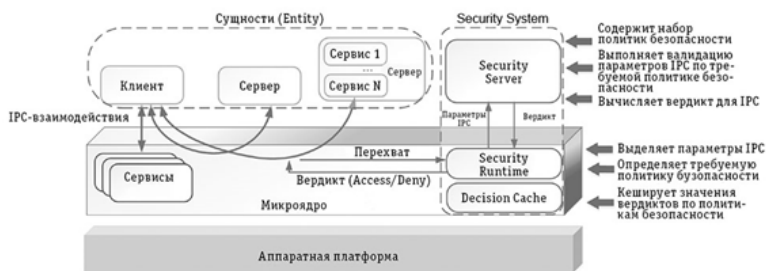 Сущности (Entity)
Клиент
Сервер
Сервис 1
...
Сервис N
Сервер
IPC-взаимодействия
Сервисы
Перехват
Вердикт (Access/Deny)
Микроядро
Аппаратная платформа
Security System
Security
Server
Параметры
IPC
Вердикт
Security
Runtime
Decision Cache
Содержит набор
политик безопасности
Выполняет валидацию
параметров IPC по тре-
буемой политике безо-
пасности
Вычисляет вердикт для IPC
Выделяет параметры IPC
Определяет требуемую
политику бузопасности
Кеширует значения
вердиктов по полити-
кам безопасности